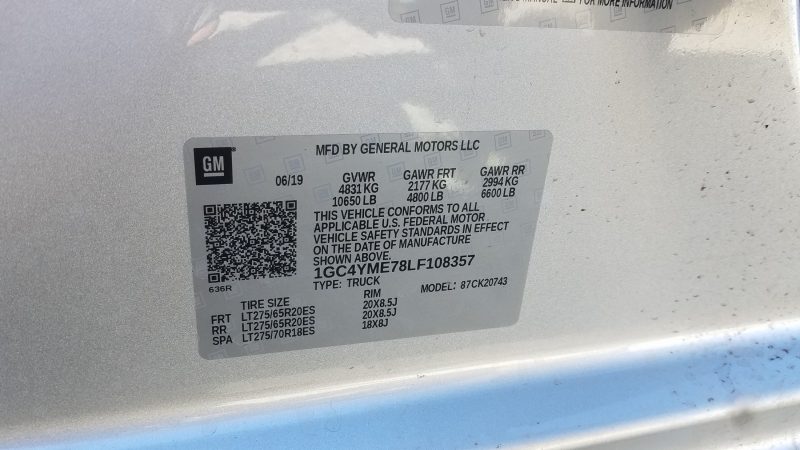 FOR MORE INFORMATION
GM
MFD BY GENERAL MOTORS LLC
06/19
GVWR GAWR FRT GAWR RR
4831 KG 2177 KG 2994 KG
10650 LB 4800 LB 6600 LB
THIS VEHICLE CONFORMS TO ALL
APPLICABLE U.S. FEDERAL MOTOR
VEHICLE SAFETY STANDARDS IN EFFECT
ON THE DATE OF MANUFACTURE
SHOWN ABOVE.
1GC4YME78LF108357
636R
TYPE: TRUCK MODEL: 87CK20743
TIRE SIZE RIM
FRT LT275/65R20ES 20X8.5J
RR LT275/65R20ES 20X8.5J
SPA LT275/70R18ES 18X8J